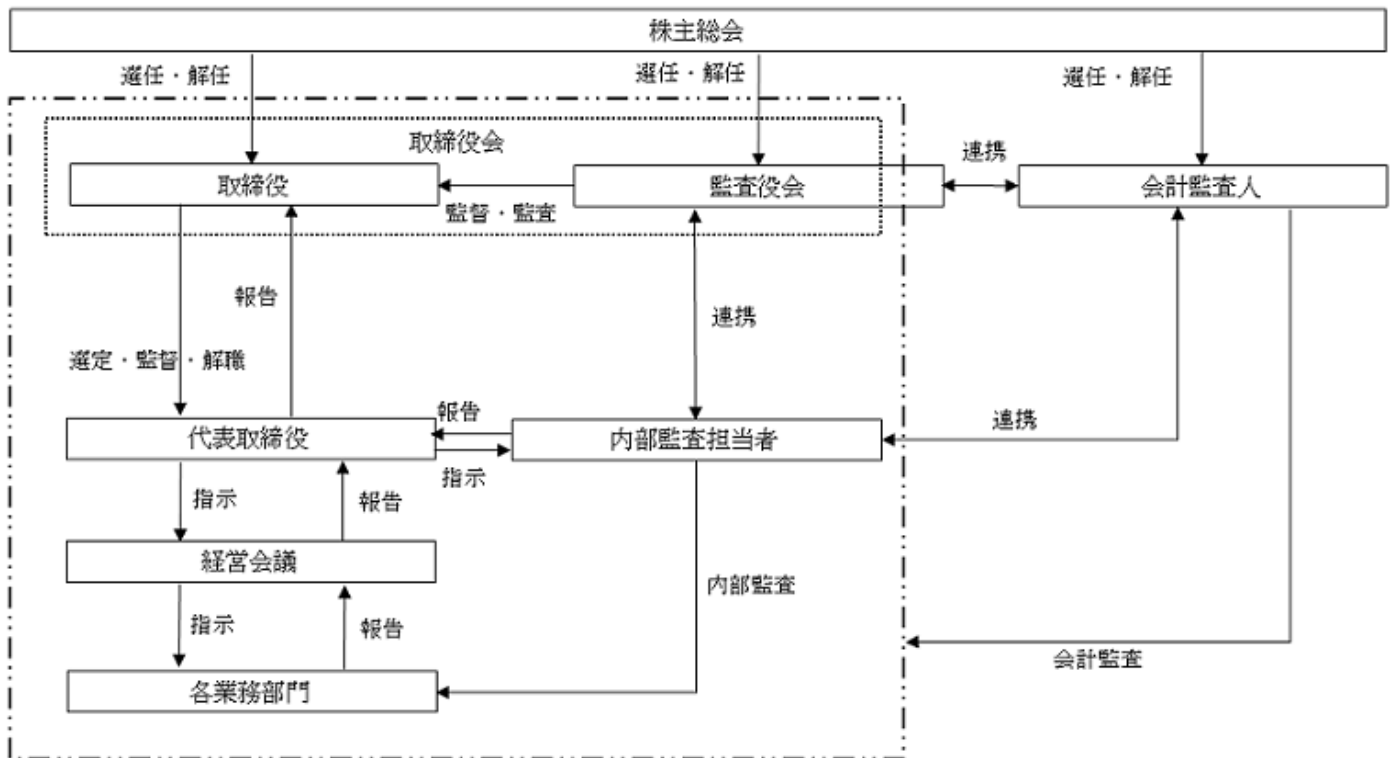 株主総会
選任・解任
選任・解任
選任・解任
取締役会
連携
取締役
監査役会
会計監査人
監督・監査
報告
連携
選定・監督・解職
報告
連携
代表取締役
内部監査担当者
指示
指示
報告
経営会議
内部監査
指示
報告
会計監査
各業務部門